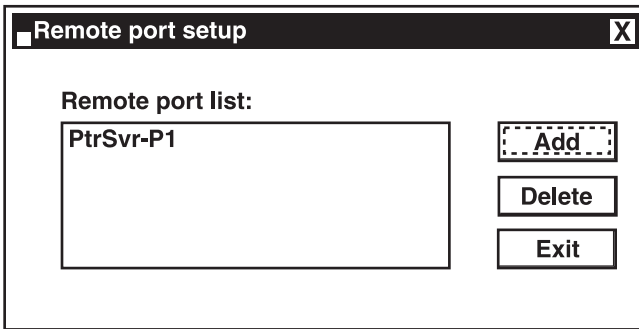 Remote port setup
X
Remote port list:
PtrSvr-P1
Add
Delete
Exit